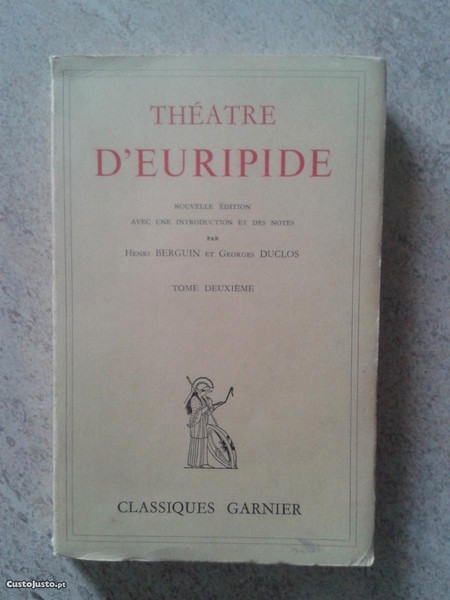 THÉATRE
D'EURIPIDE
NOUVELLE ÉDITION
AVEC UNE INTRODUCTION ET DES NOTES
PAR
HENRI BERGUIN ET GEORGES DUCLOS
TOME DEUXIÈME
CLASSIQUES GARNIER
CustoJusto.pt